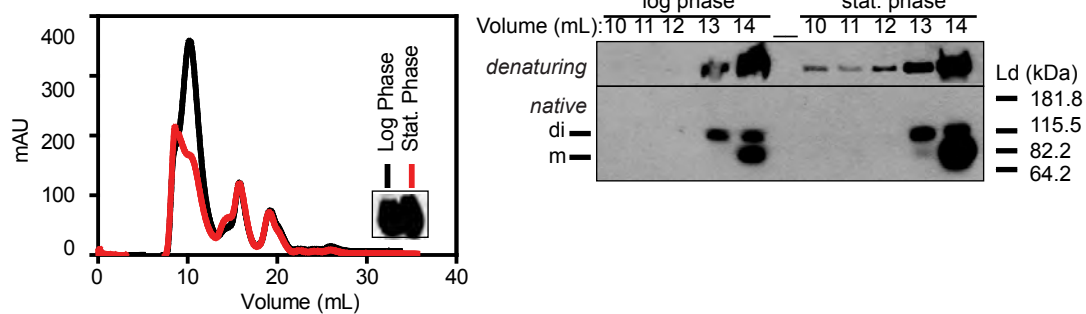 400
300
200
100
0
mAU
0 10 20 30 40
Volume (mL)
Log Phase
Stat. Phase
log phase stat. phase
Volume (mL): 10 11 12 13 14 __ 10 11 12 13 14
denaturing
native
di
m
Ld (kDa)
181.8
115.5
82.2
64.2